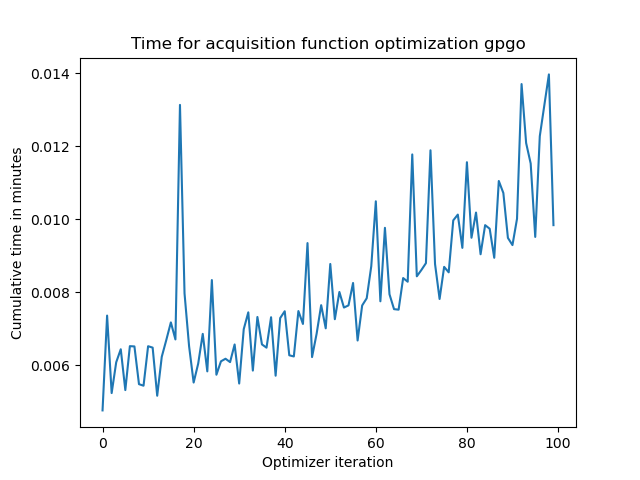 Time for acquisition function optimization gpgo
0.014
0.012
0.010
0.008
0.006
Cumulative time in minutes
0 20 40 60 80 100
Optimizer iteration